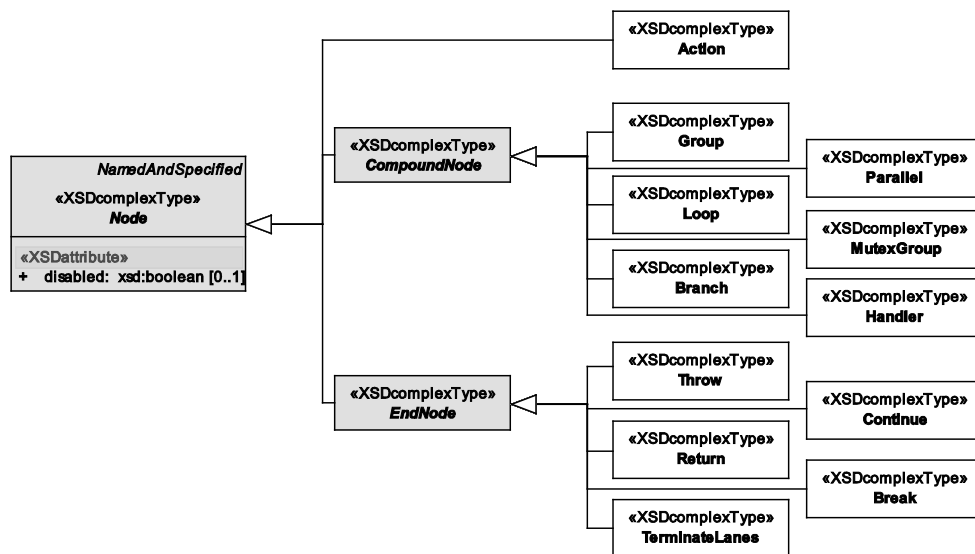 «XSDcomplexType»
Action
«XSDcomplexType»
Group
«XSDcomplexType»
CompoundNode
«XSDcomplexType»
Parallel
NamedAndSpecified
«XSDcomplexType»
Node
«XSDattribute»
+ disabled: xsd:boolean [0..1]
«XSDcomplexType»
Loop
«XSDcomplexType»
MutexGroup
«XSDcomplexType»
Branch
«XSDcomplexType»
Handler
«XSDcomplexType»
Throw
«XSDcomplexType»
EndNode
«XSDcomplexType»
Continue
«XSDcomplexType»
Return
«XSDcomplexType»
Break
«XSDcomplexType»
TerminateLanes